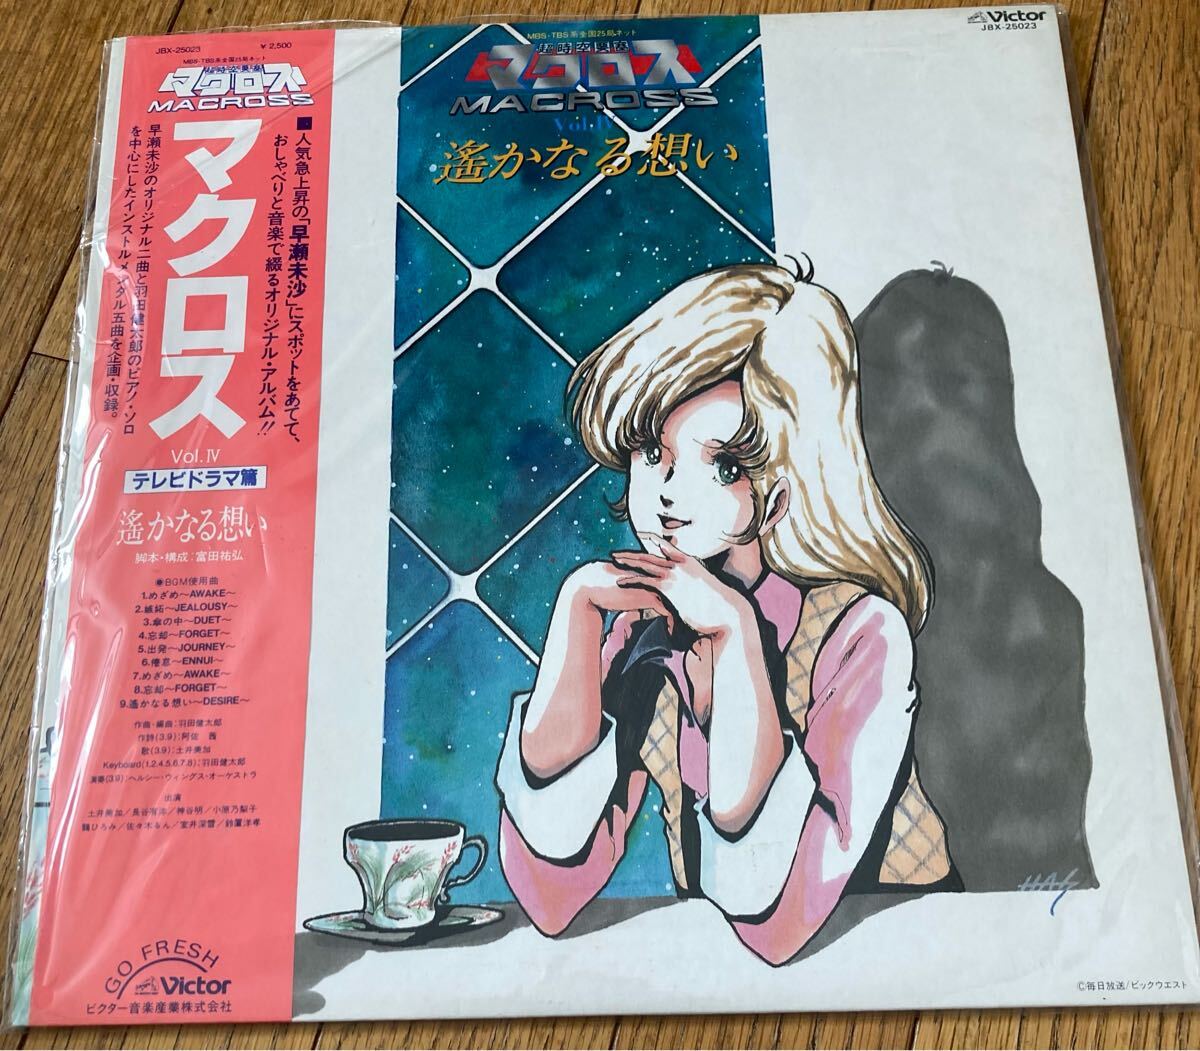 JBX-25023 ¥2,500
MBS・TBS系全国25局ネット
超時空要塞
マクロス
MACROSS
マクロス
Vol.Ⅳ
テレビドラマ篇
遙かなる想い
脚本・構成：富田祐弘
■人気急上昇の「早瀬未沙」にスポットをあてて、
おしゃべりと音楽で綴るオリジナル・アルバム!!
早瀬未沙のオリジナル二曲と羽田健太郎のピアノ・ソロ
を中心にしたインストルメンタル五曲を企画・収録。
◉BGM使用曲
1.めざめ〜AWAKE〜
2.嫉妬〜JEALOUSY〜
3.傘の中〜DUET〜
4.忘却〜FORGET〜
5.出発〜JOURNEY〜
6.倦怠〜ENNUI〜
7.めざめ〜AWAKE〜
8.忘却〜FORGET〜
9.遙かなる想い〜DESIRE〜
作曲・編曲：羽田健太郎
作詩(3.9)：阿佐 茜
歌(3.9)：土井美加
Keyboard(1.2.4.5.6.7.8)：羽田健太郎
演奏(3.9)：ヘルシー・ウィングス・オーケストラ
出演
土井美加／長谷有洋／神谷明／小原乃梨子
鶴ひろみ／佐々木るん／室井深雪／鈴置洋孝
GO FRESH
Victor
ビクター音楽産業株式会社
MBS・TBS系全国25局ネット
超時空要塞
マクロス
MACROSS
Vol.Ⅳ
遙かなる想い
Victor
JBX-25023
HAL
©毎日放送/ビックウエスト